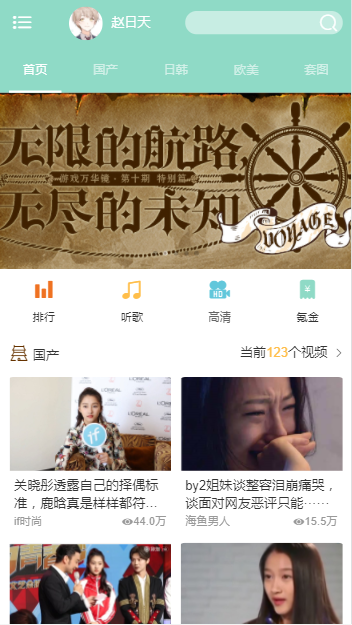 赵日天
首页
国产
日韩
欧美
套图
无限的航路,
游戏万华镜·第十期 特别篇
无尽的未知
VOYAGE
排行
听歌
HD
高清
¥
氪金
国产
当前123个视频
if
关晓彤透露自己的择偶标
准，鹿晗真是样样都符…
if时尚
44.0万
by2姐妹谈整容泪崩痛哭，
谈面对网友恶评只能……
海鱼男人
15.5万